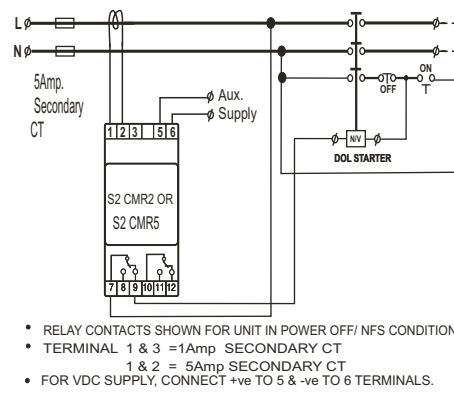 L
N
5Amp.
Secondary
CT
Aux.
Supply
1 2 3 5 6
S2 CMR2 OR
S2 CMR5
7 8 9 10 11 12
OFF
ON
N/V
DOL STARTER
• RELAY CONTACTS SHOWN FOR UNIT IN POWER OFF/ NFS CONDITION
• TERMINAL 1 & 3 =1Amp SECONDARY CT
1 & 2 = 5Amp SECONDARY CT
• FOR VDC SUPPLY, CONNECT +ve TO 5 & -ve TO 6 TERMINALS.